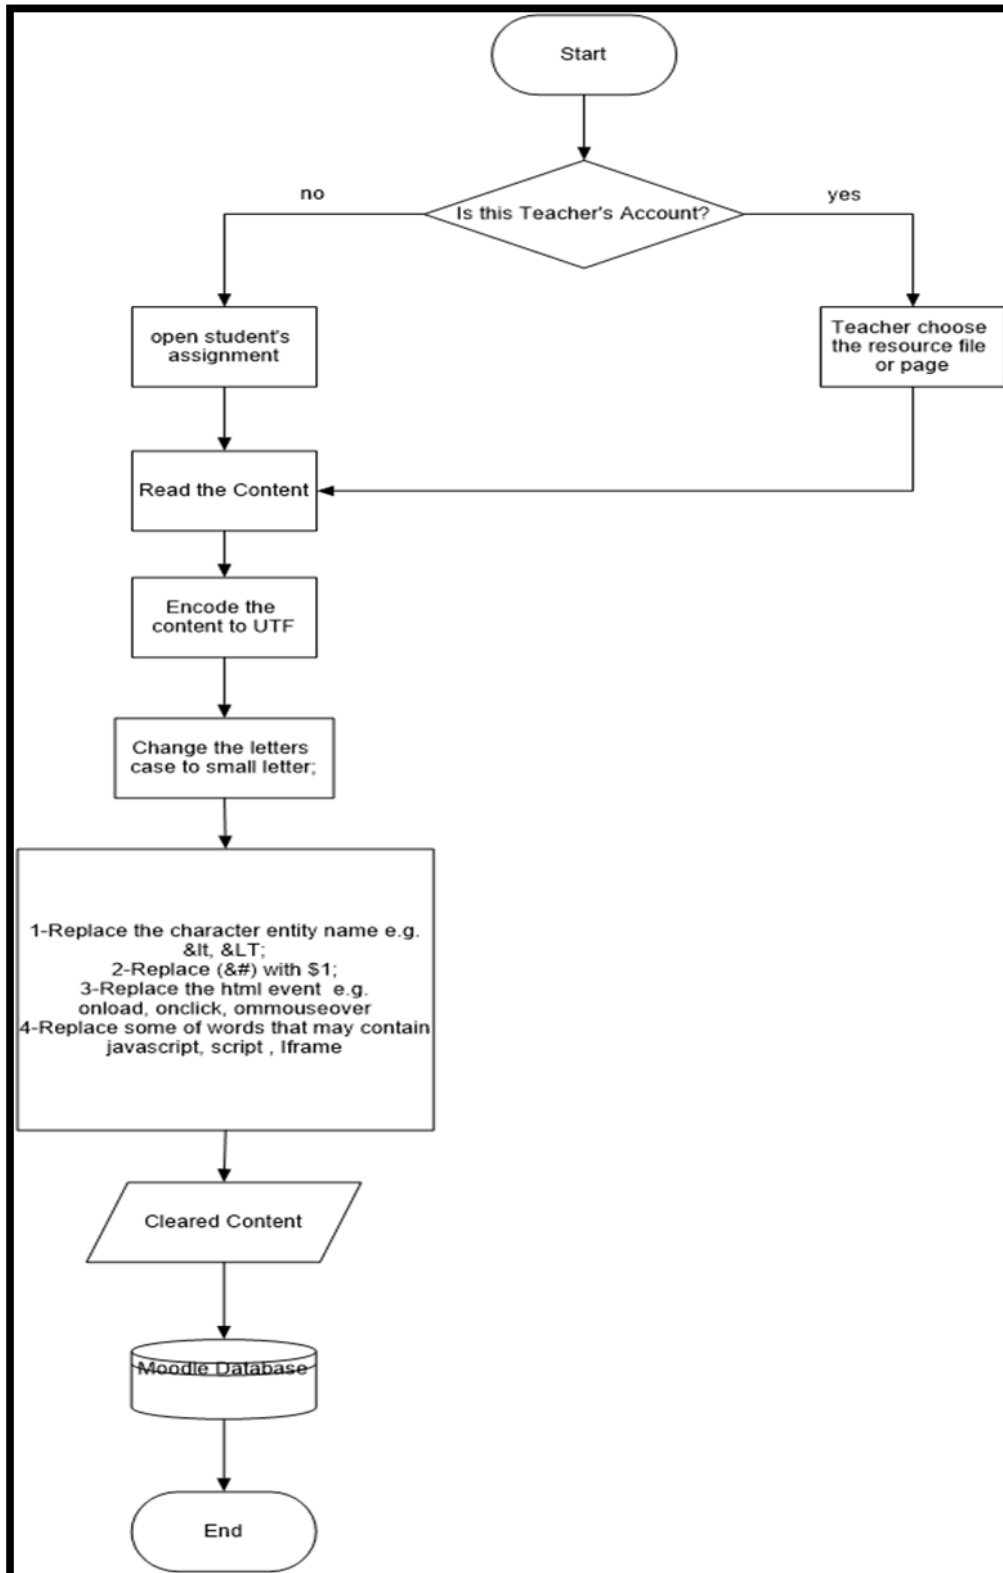 Start
Is this Teacher's Account?
no
yes
open student's
assignment
Teacher choose
the resource file
or page
Read the Content
Encode the
content to UTF
Change the letters
case to small letter;
1-Replace the character entity name e.g.
&lt, &LT;
2-Replace (&#) with $1;
3-Replace the html event e.g.
onload, onclick, ommouseover
4-Replace some of words that may contain
javascript, script , Iframe
Cleared Content
Moodle Database
End